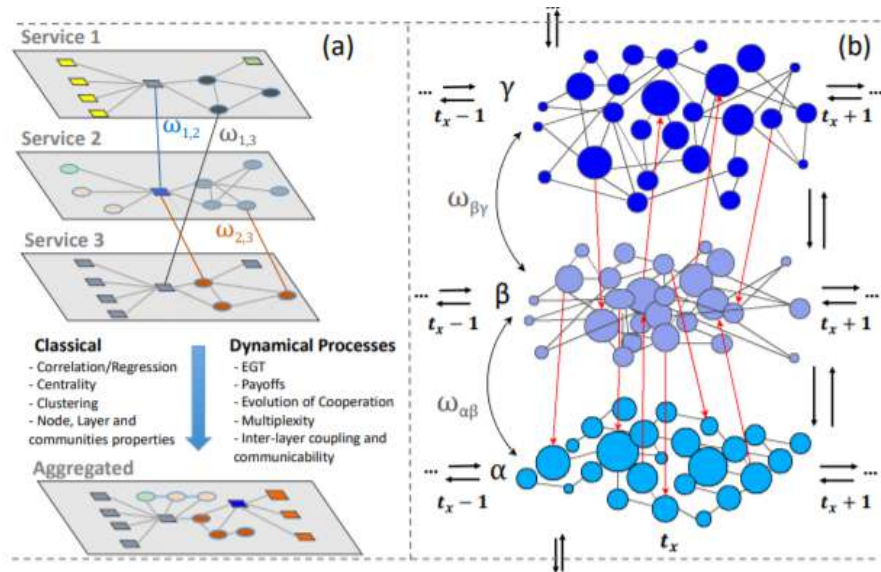 Service 1
(a)
ω1,2
ω1,3
Service 2
ω2,3
Service 3
Classical
- Correlation/Regression
- Centrality
- Clustering
- Node, Layer and
communities properties
Dynamical Processes
- EGT
- Payoffs
- Evolution of Cooperation
- Multiplexity
- Inter-layer coupling and
communicability
Aggregated
...
(b)
... γ ...
tx − 1
tx + 1
ωβγ
... β ...
tx − 1
tx + 1
ωαβ
... α ...
tx − 1
tx + 1
tx
...